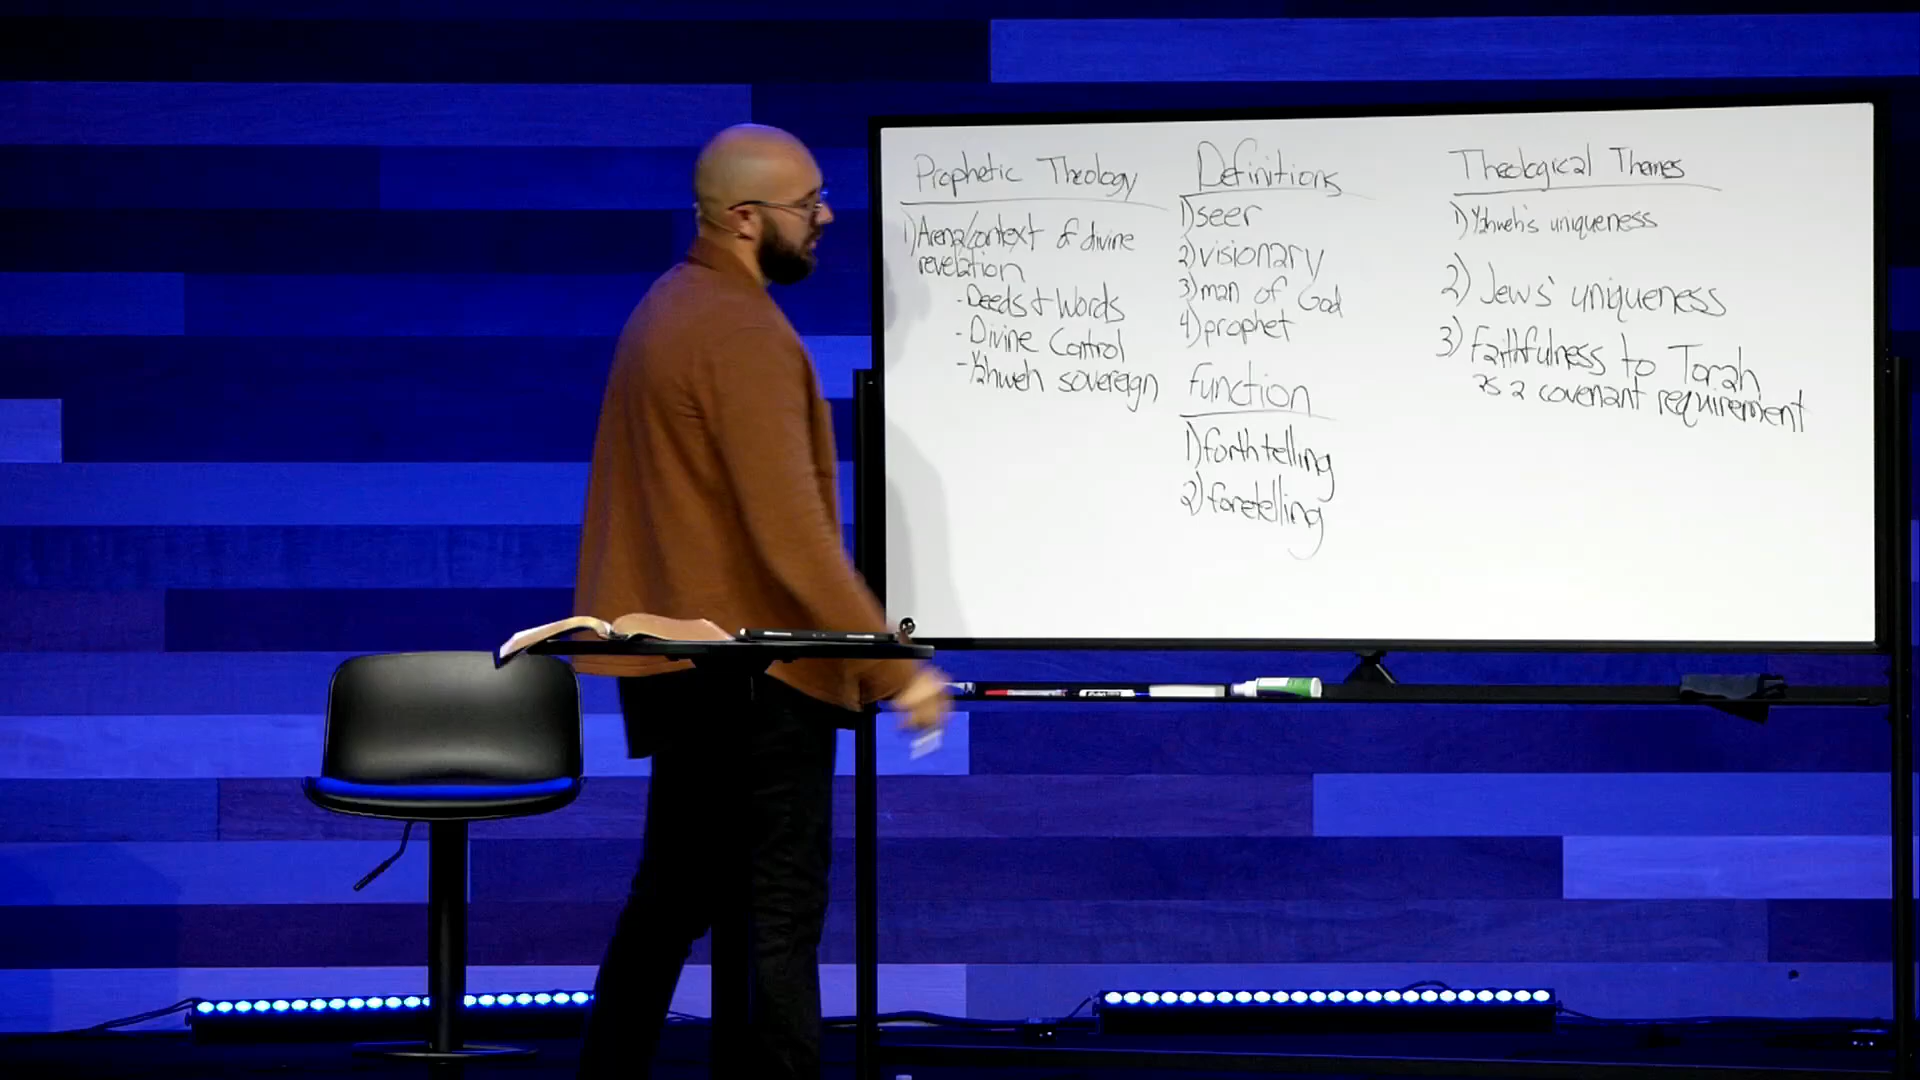 Prophetic Theology
1) Arena/context of divine
revelation
- Deeds & Words
- Divine Control
- Yahweh sovereign
Definitions
1) seer
2) visionary
3) man of God
4) prophet
Function
1) forthtelling
2) foretelling
Theological Themes
1) Yahweh's uniqueness
2) Jews' uniqueness
3) Faithfulness to Torah
as a covenant requirement